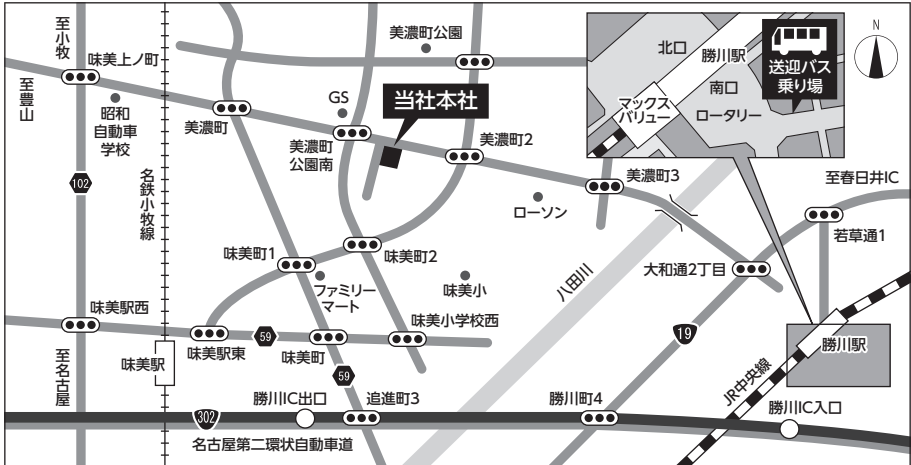 至小牧
味美上ノ町
至豊山
昭和
自動車
学校
102
名鉄小牧線
美濃町
GS
美濃町
公園南
当社本社
美濃町公園
美濃町2
美濃町3
ローソン
八田川
北口
勝川駅
南口
ロータリー
マックス
バリュー
送迎バス
乗り場
N
至春日井IC
若草通1
大和通2丁目
味美町1
味美町2
ファミリー
マート
味美小
味美駅西
味美駅東
59
味美町
味美小学校西
19
勝川駅
至名古屋
味美駅
59
JR中央線
302
勝川IC出口
追進町3
勝川町4
勝川IC入口
名古屋第二環状自動車道